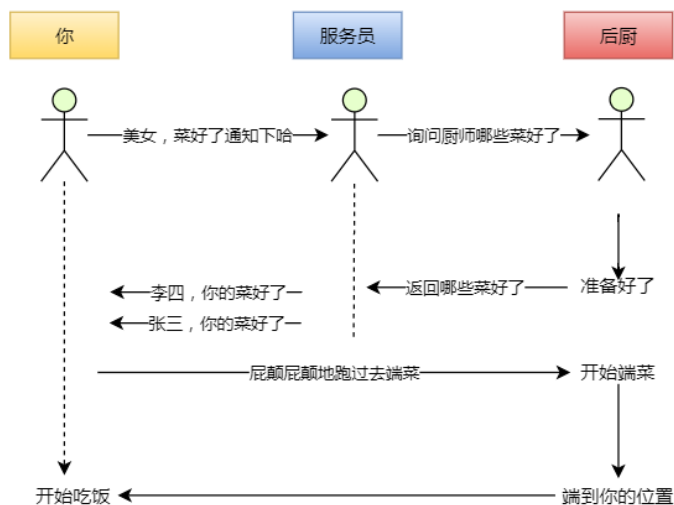 你
服务员
后厨
美女，菜好了通知下哈
询问厨师哪些菜好了
李四，你的菜好了
返回哪些菜好了
准备好了
张三，你的菜好了
屁颠屁颠地跑过去端菜
开始端菜
开始吃饭
端到你的位置